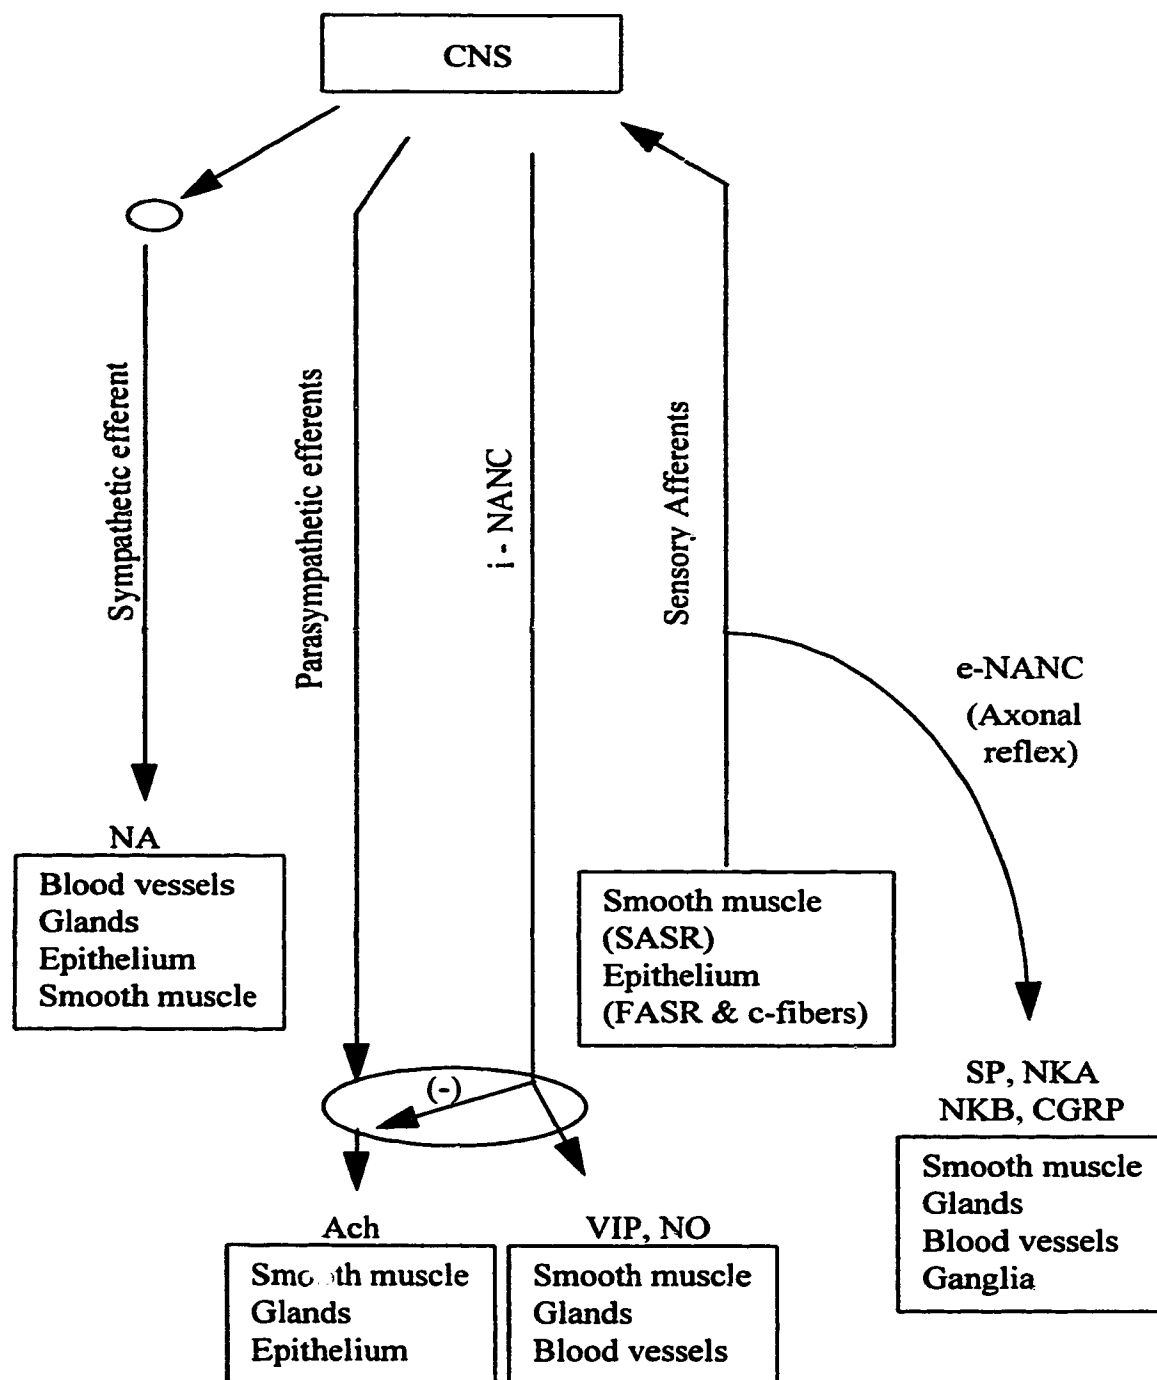 CNS
Sympathetic efferent
Parasympathetic efferents
i - NANC
Sensory Afferents
e-NANC
(Axonal
reflex)
NA
Blood vessels
Glands
Epithelium
Smooth muscle
Smooth muscle
(SASR)
Epithelium
(FASR & c-fibers)
(-)
SP, NKA
NKB, CGRP
Smooth muscle
Glands
Blood vessels
Ganglia
Ach
Smooth muscle
Glands
Epithelium
VIP, NO
Smooth muscle
Glands
Blood vessels